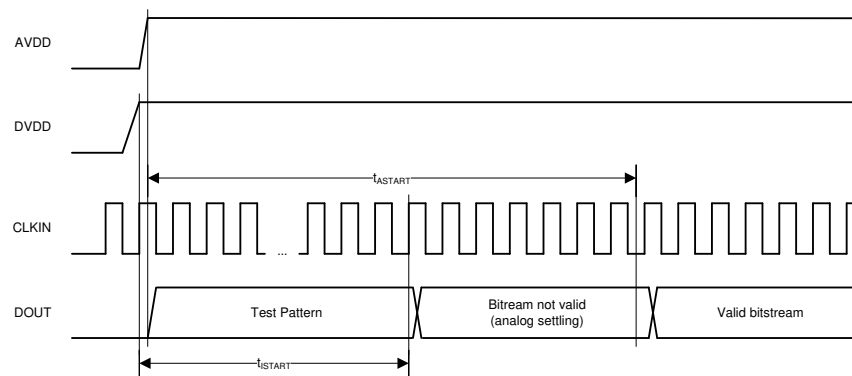 AVDD
DVDD
tASTART
CLKIN
...
DOUT
Test Pattern
Bitream not valid
(analog settling)
Valid bitstream
tISTART